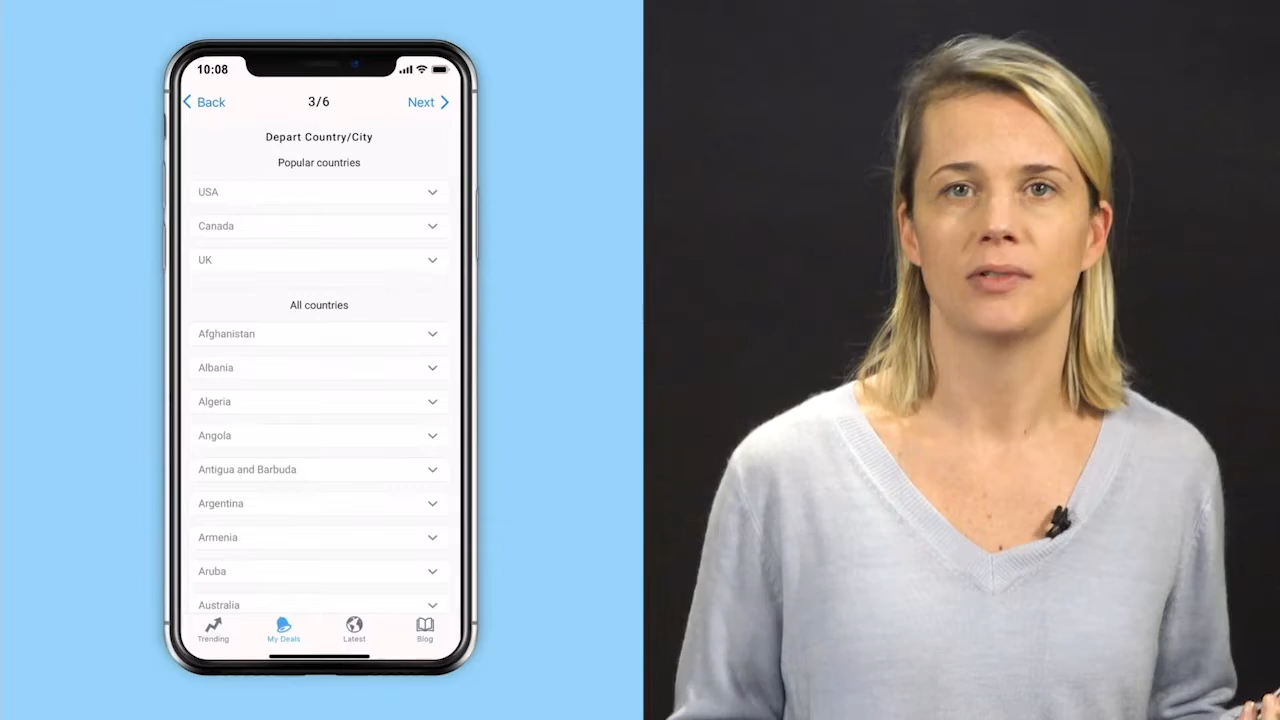 10:08
Back 3/6 Next
Depart Country/City
Popular countries
USA
Canada
UK
All countries
Afghanistan
Albania
Algeria
Angola
Antigua and Barbuda
Argentina
Armenia
Aruba
Australia
Trending My Deals Latest Blog